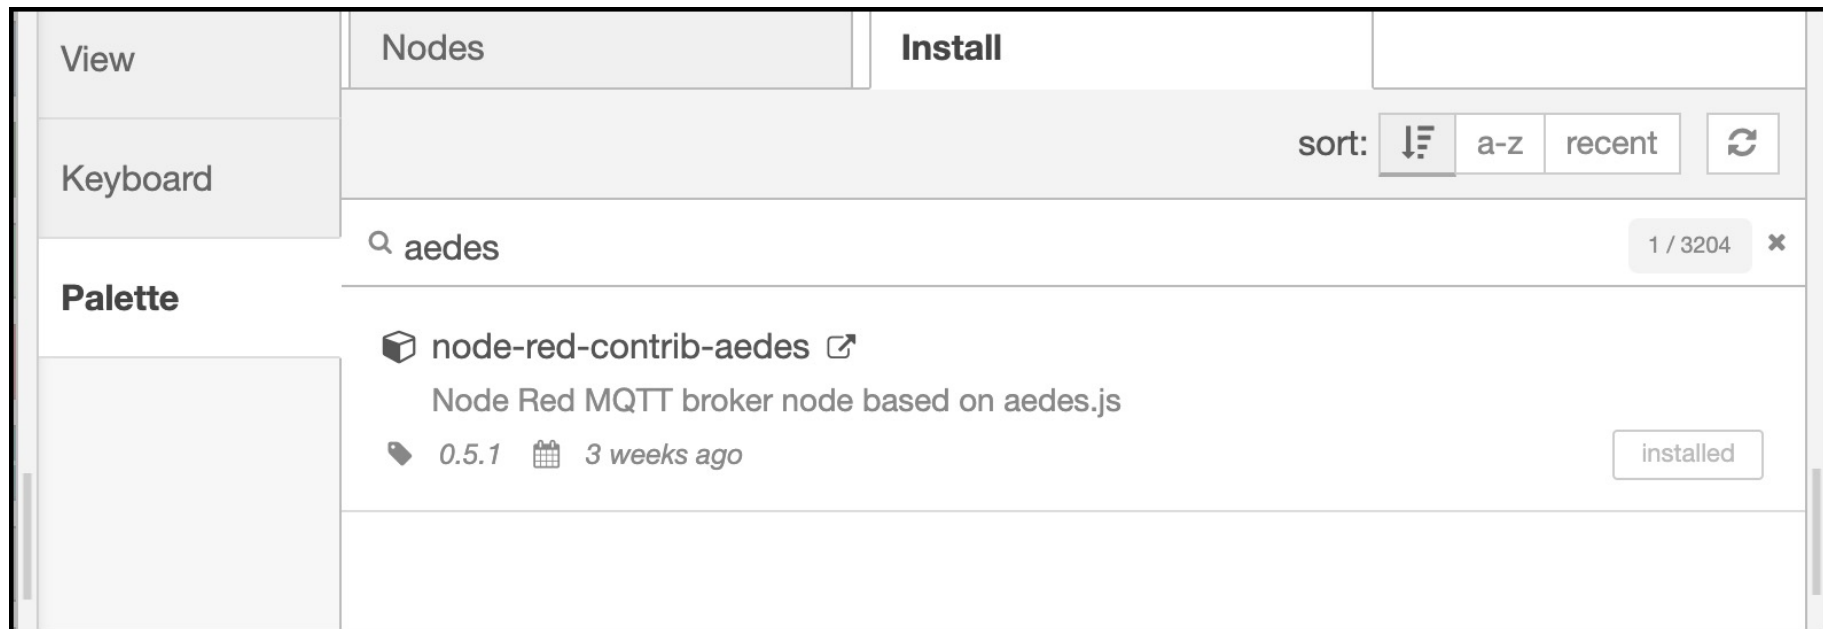 View
Keyboard
Palette
Nodes
Install
sort:
a-z
recent
aedes
1 / 3204
node-red-contrib-aedes
Node Red MQTT broker node based on aedes.js
0.5.1
3 weeks ago
installed